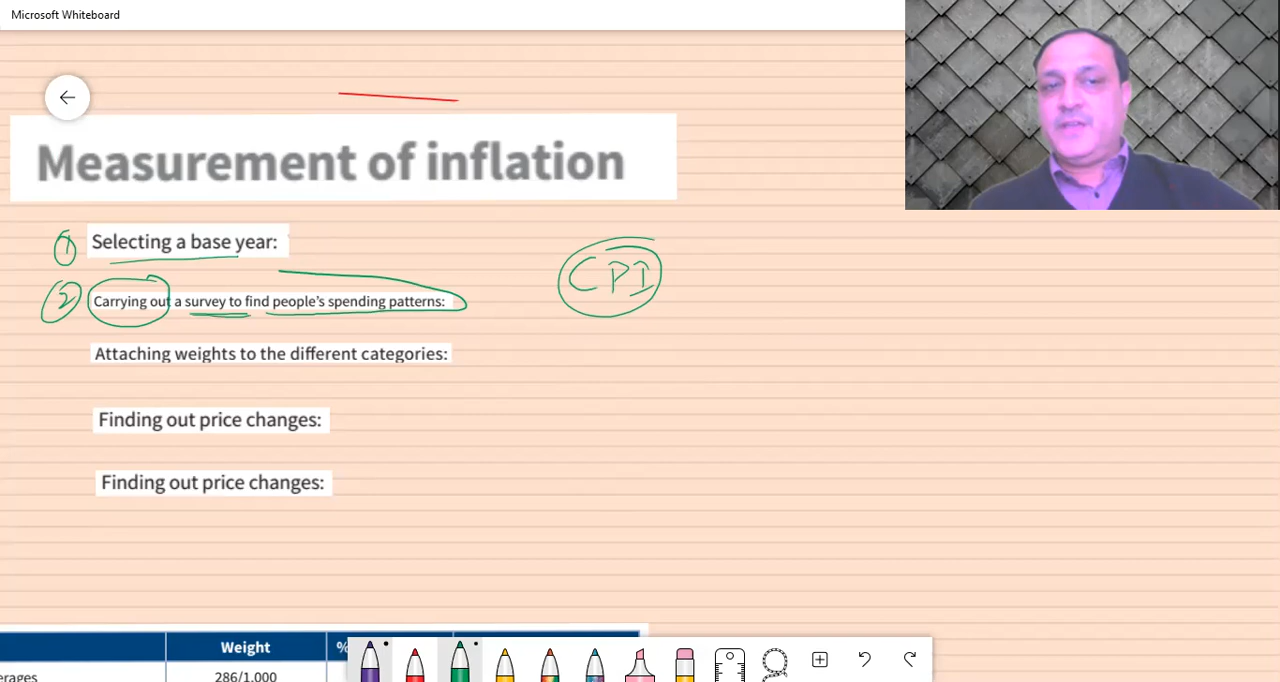 Microsoft Whiteboard
Measurement of inflation
1 Selecting a base year:
CPI
2 Carrying out a survey to find people's spending patterns:
Attaching weights to the different categories:
Finding out price changes:
Finding out price changes:
Weight %
erages 286/1,000